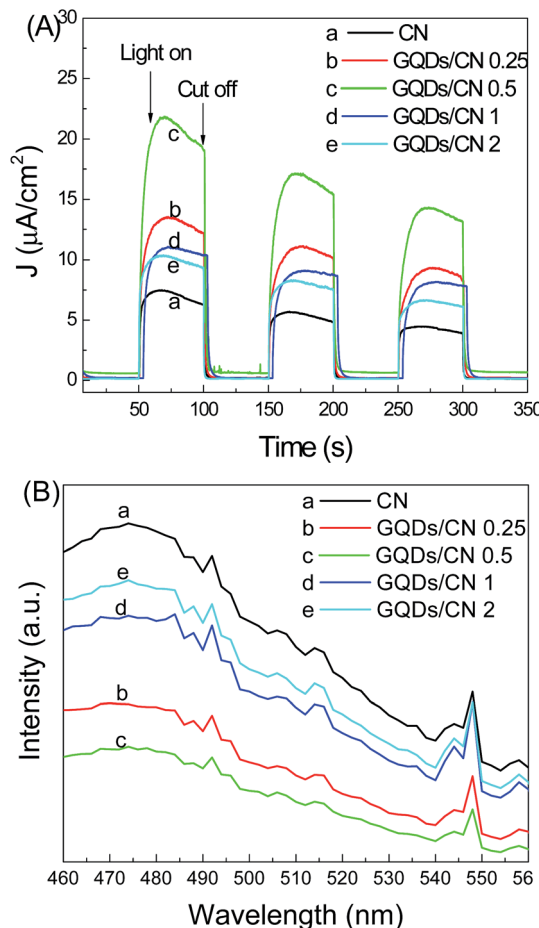 (A)
a CN
b GQDs/CN 0.25
c GQDs/CN 0.5
d GQDs/CN 1
e GQDs/CN 2
Light on
Cut off
c
b
d
e
a
J (μA/cm²)
30
25
20
15
10
5
0
50 100 150 200 250 300 350
Time (s)
(B)
a CN
b GQDs/CN 0.25
c GQDs/CN 0.5
d GQDs/CN 1
e GQDs/CN 2
a
e
d
b
c
Intensity (a.u.)
460 470 480 490 500 510 520 530 540 550 56
Wavelength (nm)